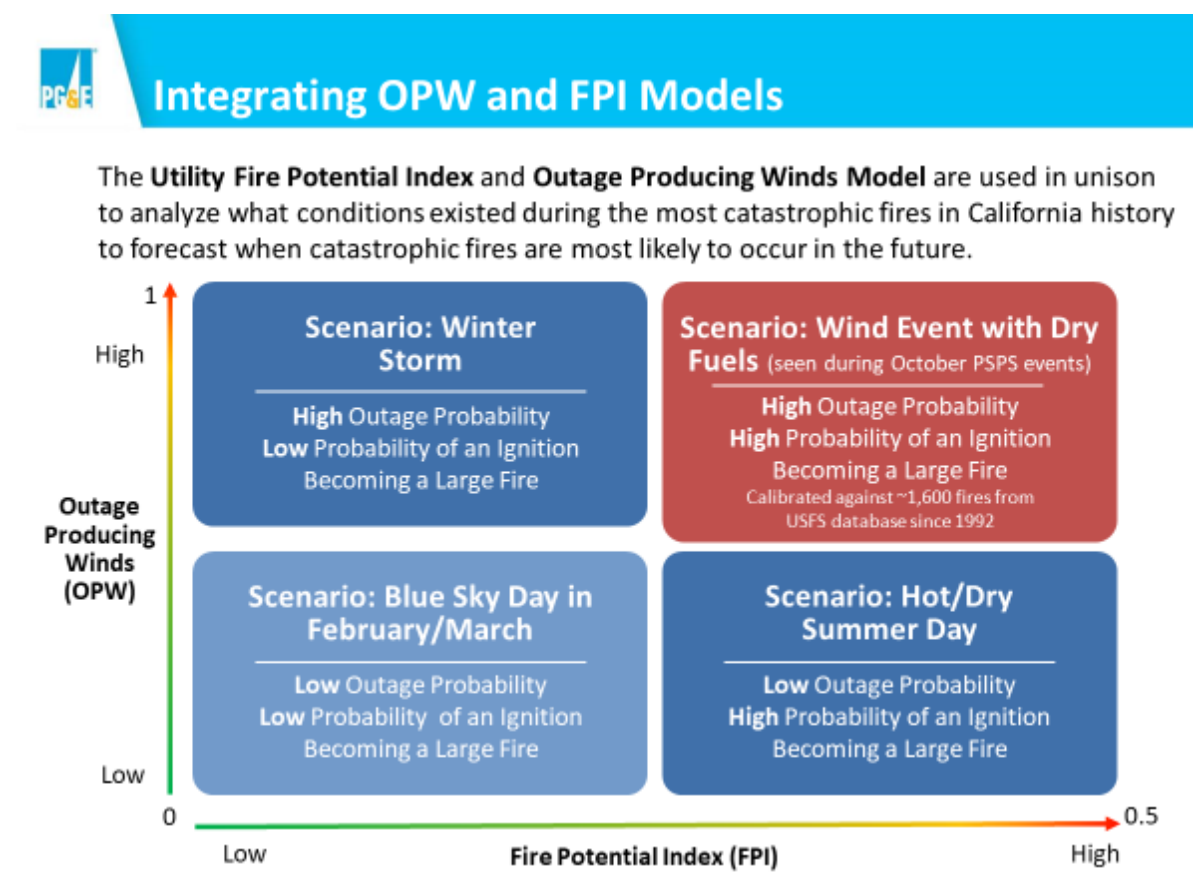 PG&E
Integrating OPW and FPI Models
The Utility Fire Potential Index and Outage Producing Winds Model are used in unison
to analyze what conditions existed during the most catastrophic fires in California history
to forecast when catastrophic fires are most likely to occur in the future.
1
High
Outage
Producing
Winds
(OPW)
Low
0
Scenario: Winter
Storm
High Outage Probability
Low Probability of an Ignition
Becoming a Large Fire
Scenario: Wind Event with Dry
Fuels (seen during October PSPS events)
High Outage Probability
High Probability of an Ignition
Becoming a Large Fire
Calibrated against ~1,600 fires from
USFS database since 1992
Scenario: Blue Sky Day in
February/March
Low Outage Probability
Low Probability of an Ignition
Becoming a Large Fire
Scenario: Hot/Dry
Summer Day
Low Outage Probability
High Probability of an Ignition
Becoming a Large Fire
0.5
Low
Fire Potential Index (FPI)
High